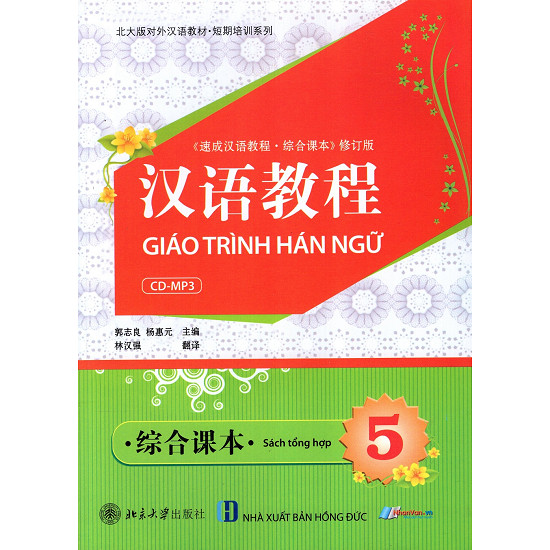 北大版对外汉语教材·短期培训系列
《速成汉语教程·综合课本》修订版
汉语教程
GIÁO TRÌNH HÁN NGỮ
CD-MP3
郭志良 杨惠元 主编
林汉强 翻译
·综合课本· Sách tổng hợp
5
北京大学出版社
NHÀ XUẤT BẢN HỒNG ĐỨC
NhanVan.vn